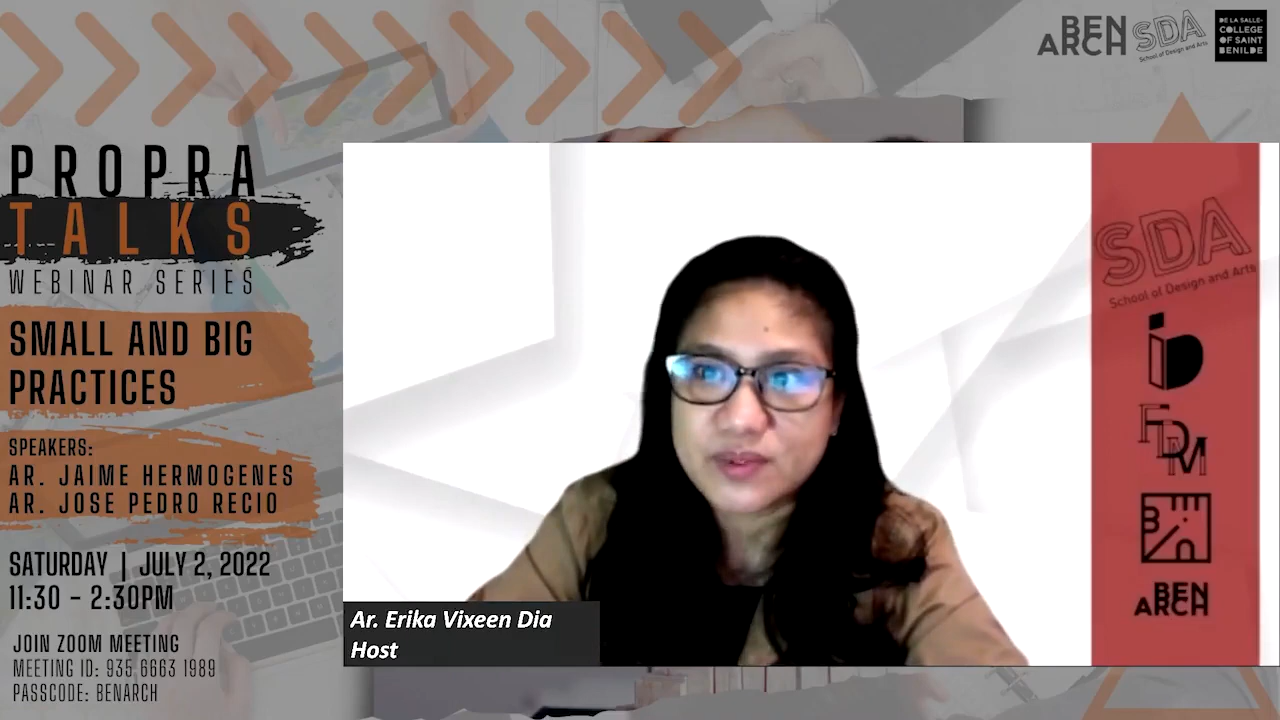 BEN
ARCH
SDA
School of Design and Arts
DE LA SALLE-
COLLEGE
OF SAINT
BENILDE
PROPRA
TALKS
WEBINAR SERIES
SMALL AND BIG
PRACTICES
SPEAKERS:
AR. JAIME HERMOGENES
AR. JOSE PEDRO RECIO
SATURDAY | JULY 2, 2022
11:30 - 2:30PM
JOIN ZOOM MEETING
MEETING ID: 935 6663 1989
PASSCODE: BENARCH
Ar. Erika Vixeen Dia
Host
SDA
School of Design and Arts
iD
FILM
B
BEN
ARCH